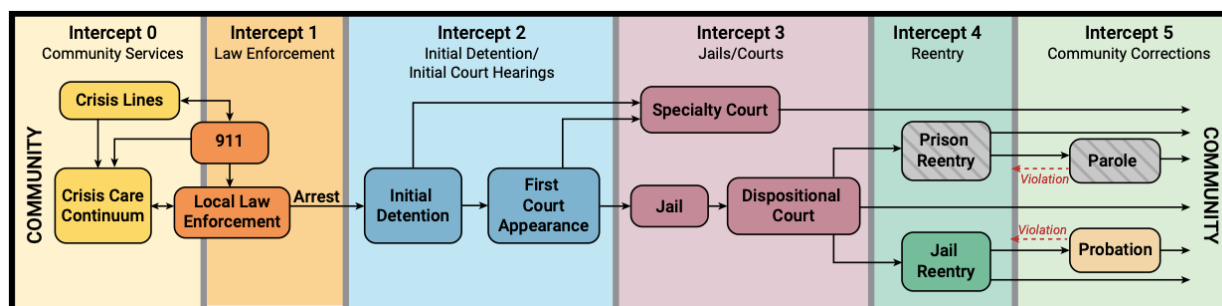 Intercept 0
Community Services
Intercept 1
Law Enforcement
Intercept 2
Initial Detention/
Initial Court Hearings
Intercept 3
Jails/Courts
Intercept 4
Reentry
Intercept 5
Community Corrections
COMMUNITY
Crisis Lines
911
Crisis Care
Continuum
Local Law
Enforcement
Arrest
Initial
Detention
First
Court
Appearance
Specialty Court
Jail
Dispositional
Court
Prison
Reentry
Violation
Parole
Jail
Reentry
Violation
Probation
COMMUNITY